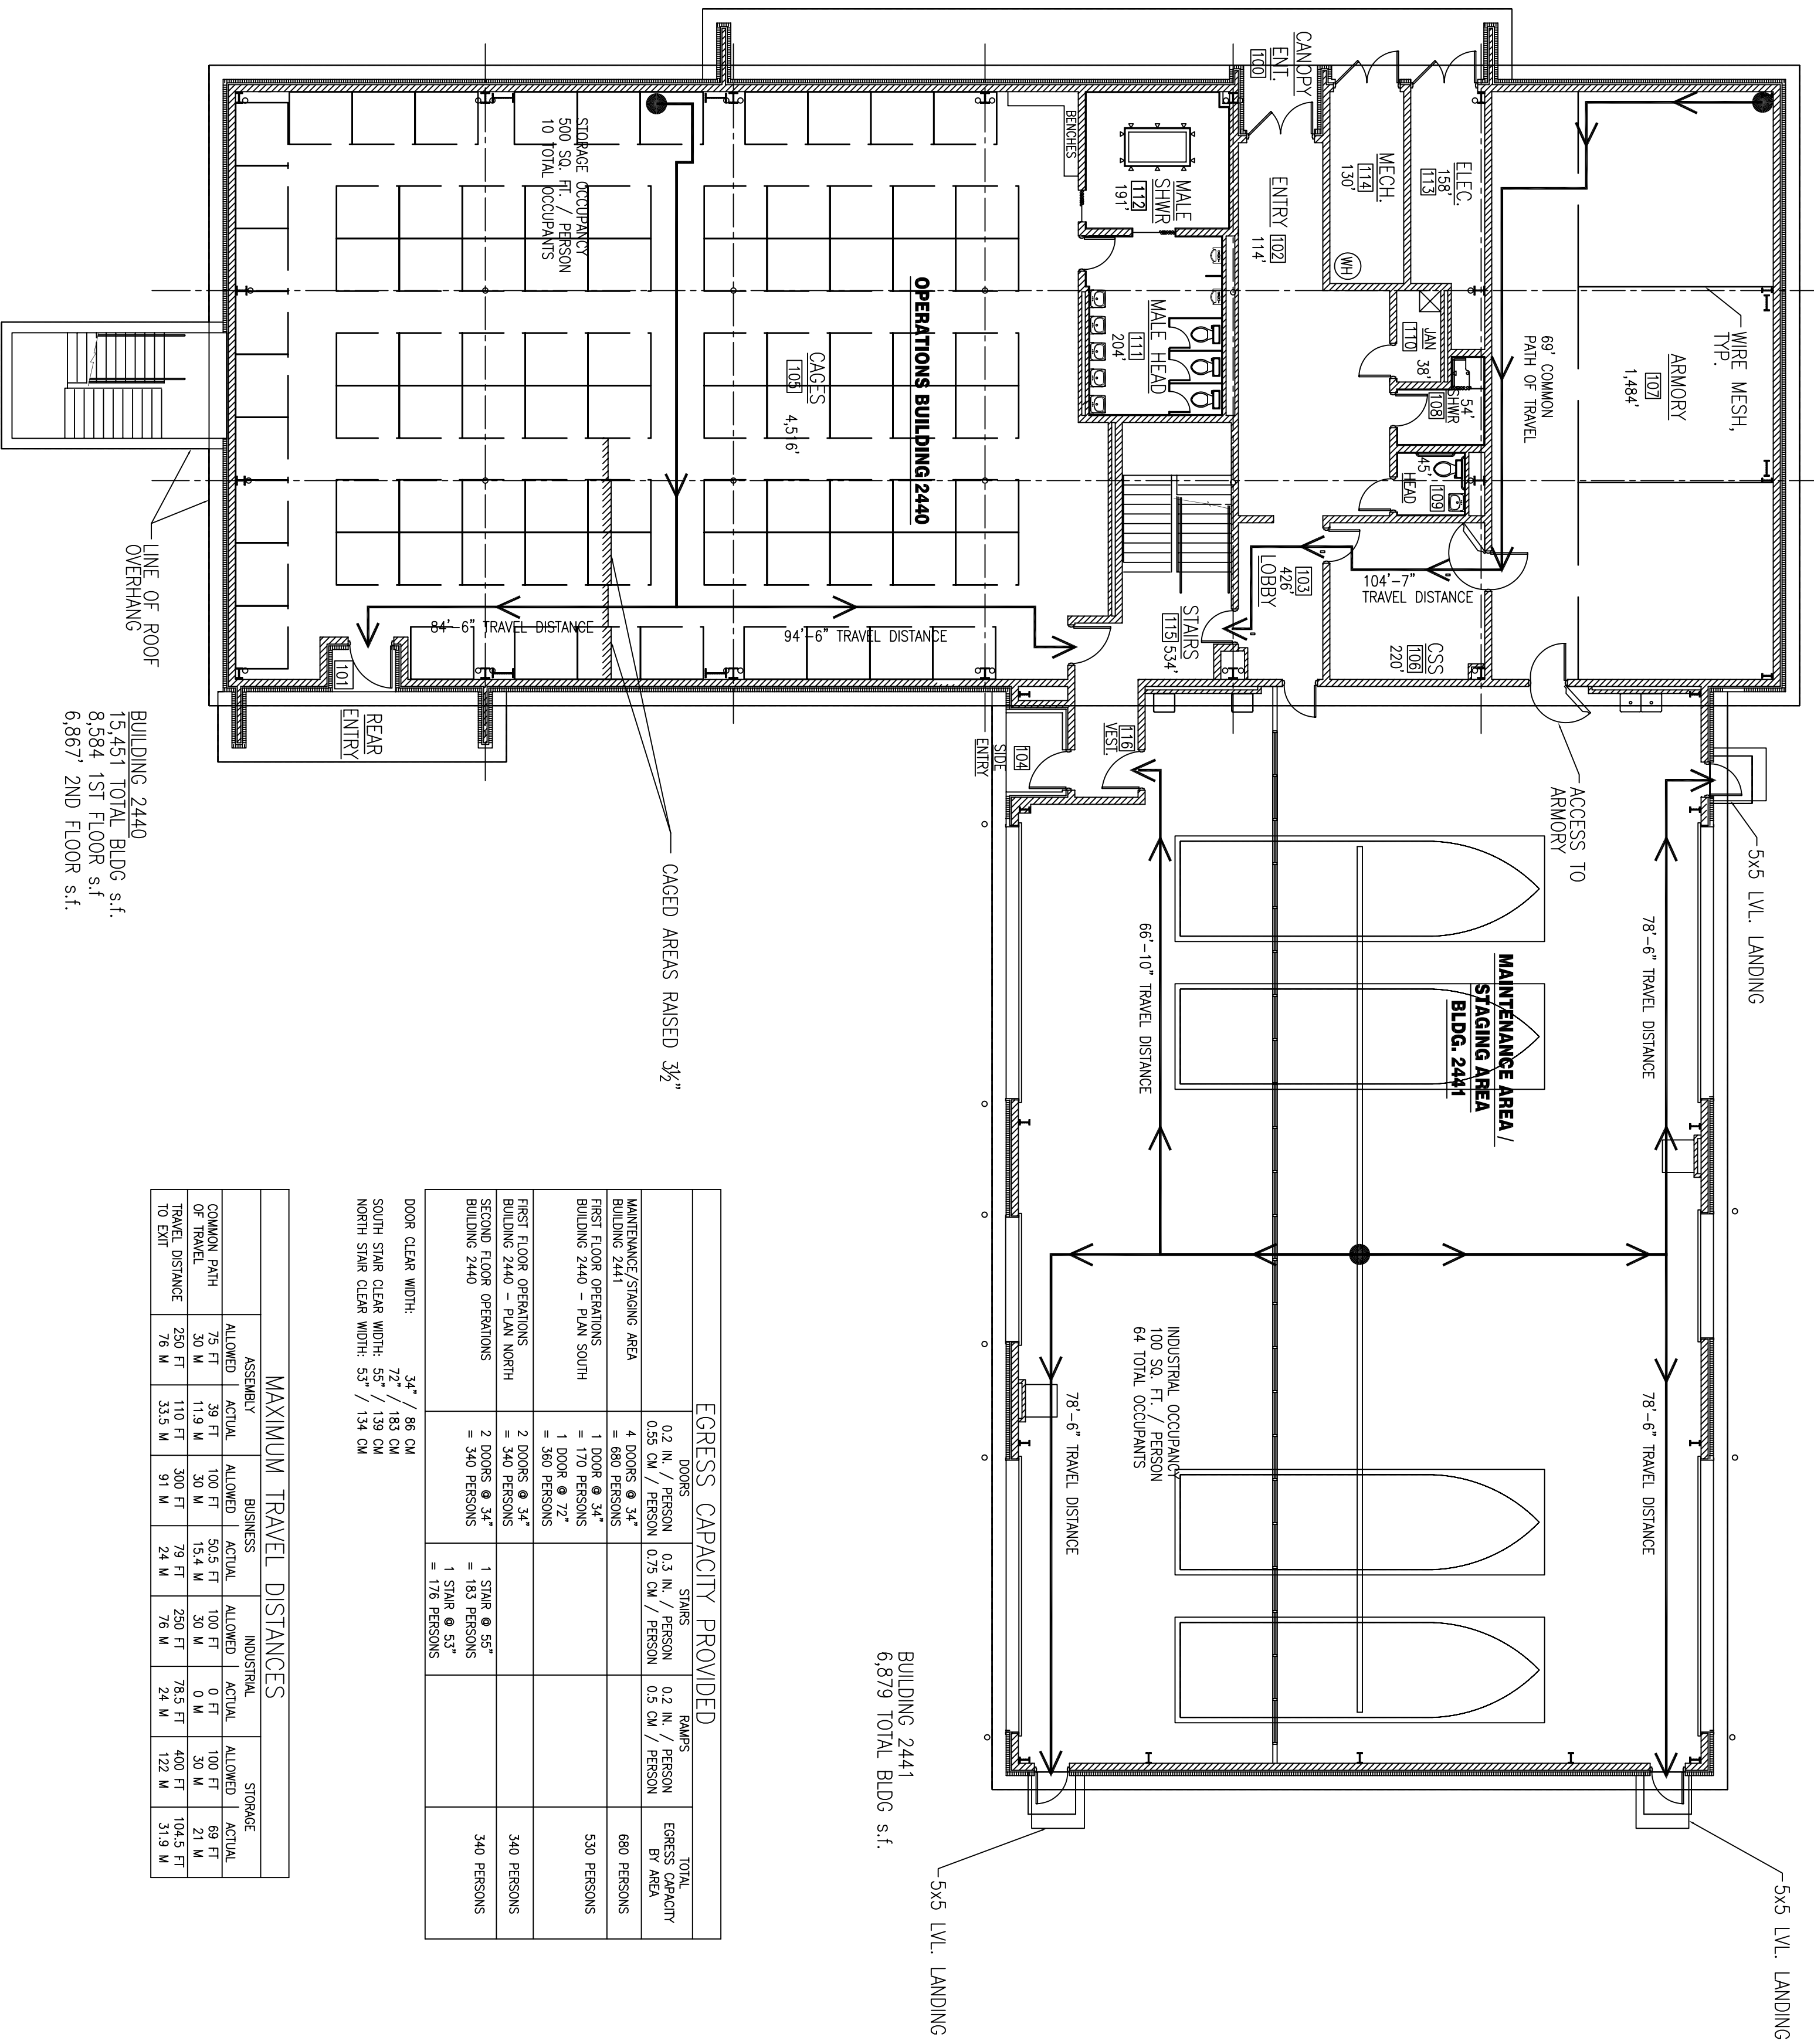 CANOPY
ENT.
100
ENTRY 102
114'
MECH.
114
130'
ELEC.
158'
113
WH
JAN
110
38'
54'
SHWR
108
45'
HEAD
109
WIRE MESH,
TYP.
ARMORY
107
1,484'
69' COMMON
PATH OF TRAVEL
BENCHES
MALE
SHWR
112
191'
MALE HEAD
111
204'
STORAGE OCCUPANCY
500 SQ. FT. / PERSON
10 TOTAL OCCUPANTS
OPERATIONS BUILDING 2440
CAGES
105
4,516'
103
LOBBY
426'
104'-7"
TRAVEL DISTANCE
STAIRS
115 534'
CSS
106
220'
84'-6" TRAVEL DISTANCE
94'-6" TRAVEL DISTANCE
LINE OF ROOF
OVERHANG
101
REAR
ENTRY
104
SIDE
ENTRY
116
VEST.
ACCESS TO
ARMORY
5x5 LVL. LANDING
CAGED AREAS RAISED 3½"
BUILDING 2440
15,451 TOTAL BLDG s.f.
8,584 1ST FLOOR s.f
6,867' 2ND FLOOR s.f.
66'-10" TRAVEL DISTANCE
78'-6" TRAVEL DISTANCE
MAINTENANCE AREA /
STAGING AREA
BLDG. 2441
INDUSTRIAL OCCUPANCY
100 SQ. FT. / PERSON
64 TOTAL OCCUPANTS
78'-6" TRAVEL DISTANCE
78'-6" TRAVEL DISTANCE
BUILDING 2441
6,879 TOTAL BLDG s.f.
5x5 LVL. LANDING
5x5 LVL. LANDING
EGRESS CAPACITY PROVIDED
DOORS
0.2 IN. / PERSON
0.55 CM / PERSON
STAIRS
0.3 IN. / PERSON
0.75 CM / PERSON
RAMPS
0.2 IN. / PERSON
0.5 CM / PERSON
TOTAL
EGRESS CAPACITY
BY AREA
MAINTENANCE/STAGING AREA
BUILDING 2441
4 DOORS @ 34"
= 680 PERSONS
680 PERSONS
FIRST FLOOR OPERATIONS
BUILDING 2440 - PLAN SOUTH
1 DOOR @ 34"
= 170 PERSONS
1 DOOR @ 72"
= 360 PERSONS
530 PERSONS
FIRST FLOOR OPERATIONS
BUILDING 2440 - PLAN NORTH
2 DOORS @ 34"
= 340 PERSONS
340 PERSONS
SECOND FLOOR OPERATIONS
BUILDING 2440
2 DOORS @ 34"
= 340 PERSONS
1 STAIR @ 55"
= 183 PERSONS
1 STAIR @ 53"
= 176 PERSONS
340 PERSONS
DOOR CLEAR WIDTH: 34" / 86 CM
72" / 183 CM
SOUTH STAIR CLEAR WIDTH: 55" / 139 CM
NORTH STAIR CLEAR WIDTH: 53" / 134 CM
MAXIMUM TRAVEL DISTANCES
ASSEMBLY BUSINESS INDUSTRIAL STORAGE
ALLOWED ACTUAL ALLOWED ACTUAL ALLOWED ACTUAL ALLOWED ACTUAL
COMMON PATH 75 FT 39 FT 100 FT 50.5 FT 100 FT 0 FT 100 FT 69 FT
OF TRAVEL 30 M 11.9 M 30 M 15.4 M 30 M 0 M 30 M 21 M
TRAVEL DISTANCE 250 FT 110 FT 300 FT 79 FT 250 FT 78.5 FT 400 FT 104.5 FT
TO EXIT 76 M 33.5 M 91 M 24 M 76 M 24 M 122 M 31.9 M